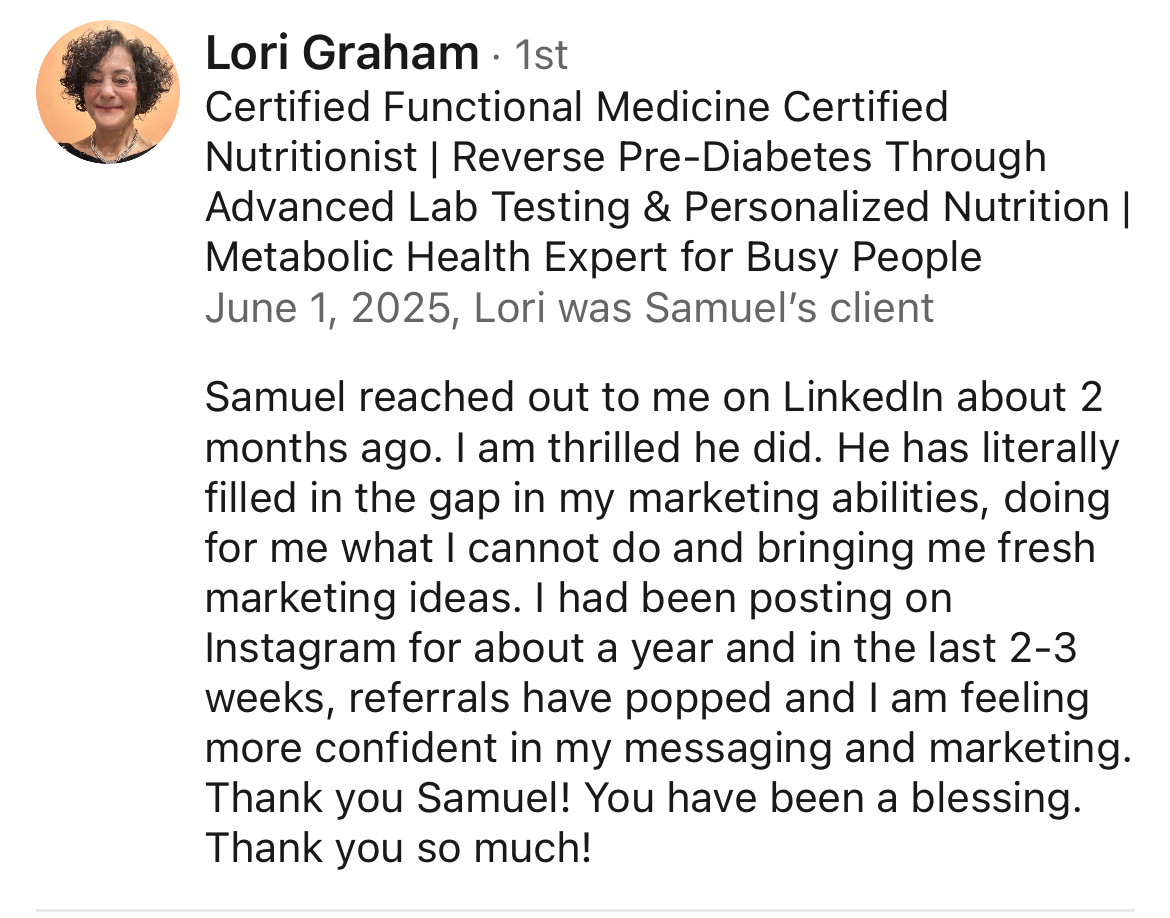 Lori Graham · 1st
Certified Functional Medicine Certified
Nutritionist | Reverse Pre-Diabetes Through
Advanced Lab Testing & Personalized Nutrition |
Metabolic Health Expert for Busy People
June 1, 2025, Lori was Samuel’s client
Samuel reached out to me on LinkedIn about 2
months ago. I am thrilled he did. He has literally
filled in the gap in my marketing abilities, doing
for me what I cannot do and bringing me fresh
marketing ideas. I had been posting on
Instagram for about a year and in the last 2-3
weeks, referrals have popped and I am feeling
more confident in my messaging and marketing.
Thank you Samuel! You have been a blessing.
Thank you so much!